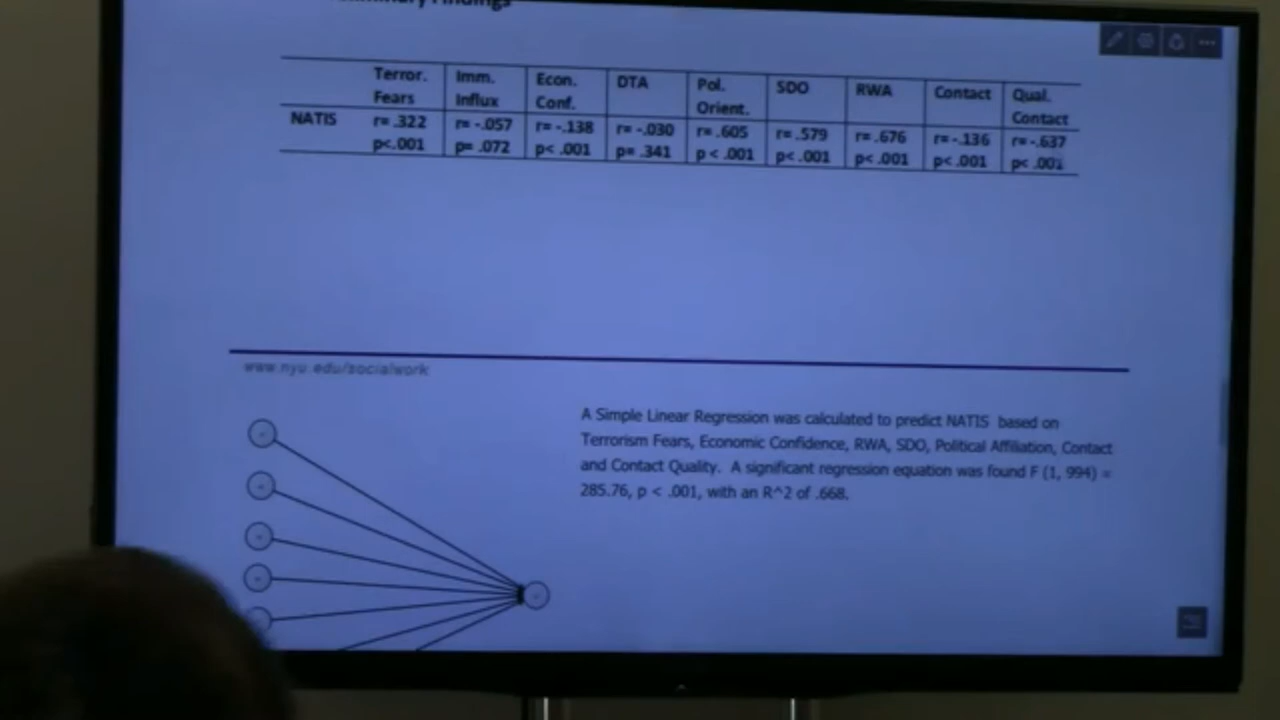 Findings
Terror. Fears | Imm. Influx | Econ. Conf. | DTA | Pol. Orient. | SDO | RWA | Contact | Qual. Contact
NATIS | r= .322 | r= -.057 | r= -.138 | r= -.030 | r= .605 | r= .579 | r= .676 | r= -.136 | r= -.637
p<.001 | p= .072 | p< .001 | p= .341 | p < .001 | p< .001 | p< .001 | p< .001 | p< .001
www.nyu.edu/socialwork
A Simple Linear Regression was calculated to predict NATIS based on
Terrorism Fears, Economic Confidence, RWA, SDO, Political Affiliation, Contact
and Contact Quality. A significant regression equation was found F (1, 994) =
285.76, p < .001, with an R^2 of .668.